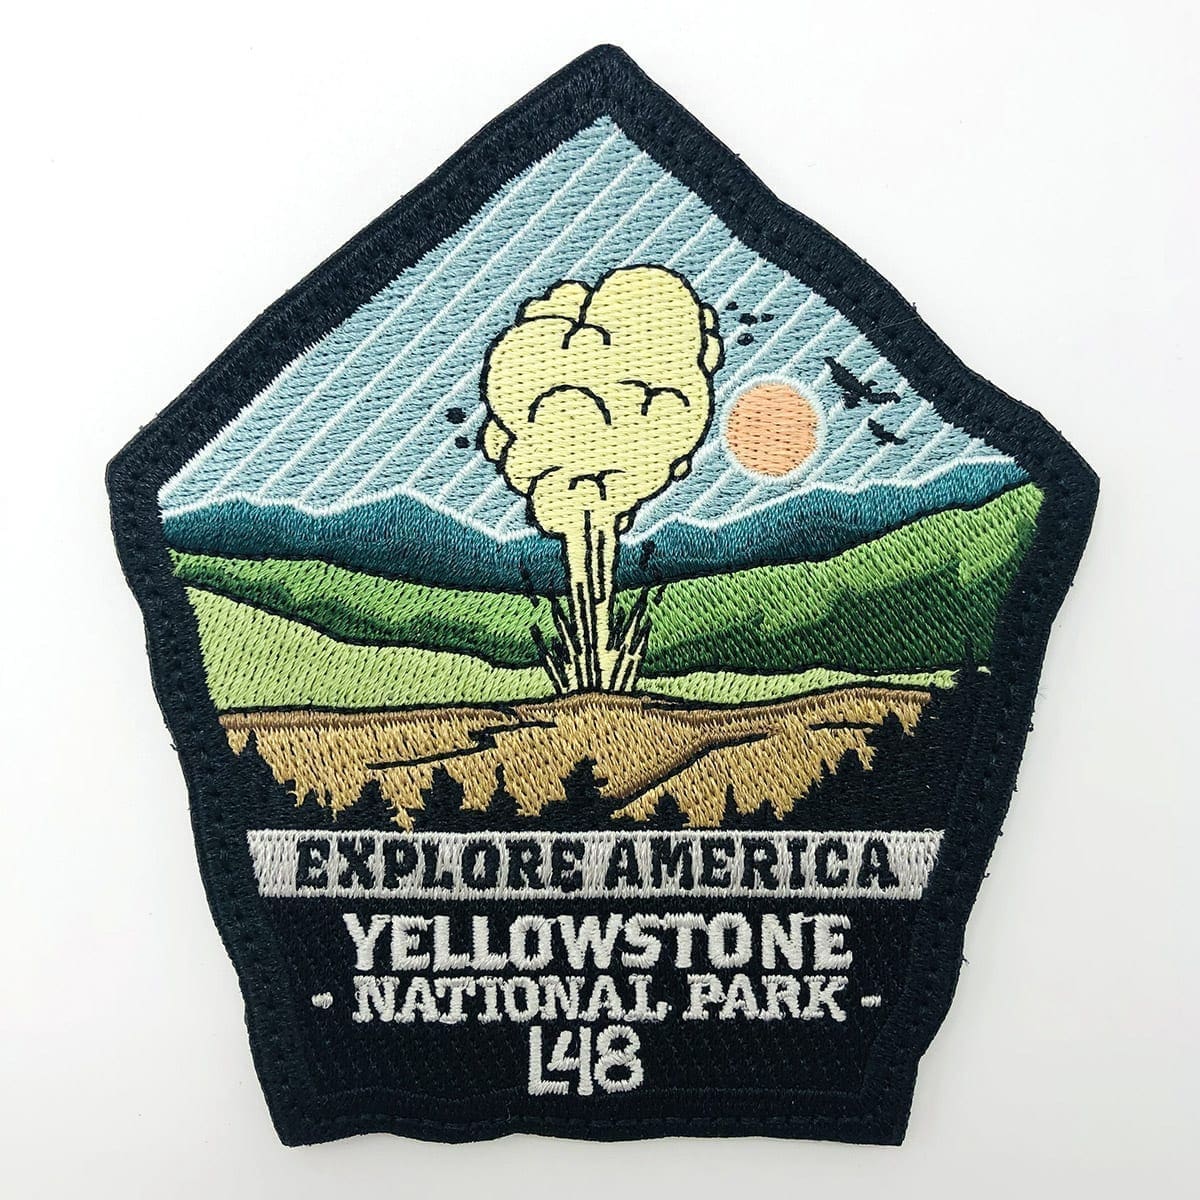 EXPLORE AMERICA
YELLOWSTONE
- NATIONAL PARK -
L48